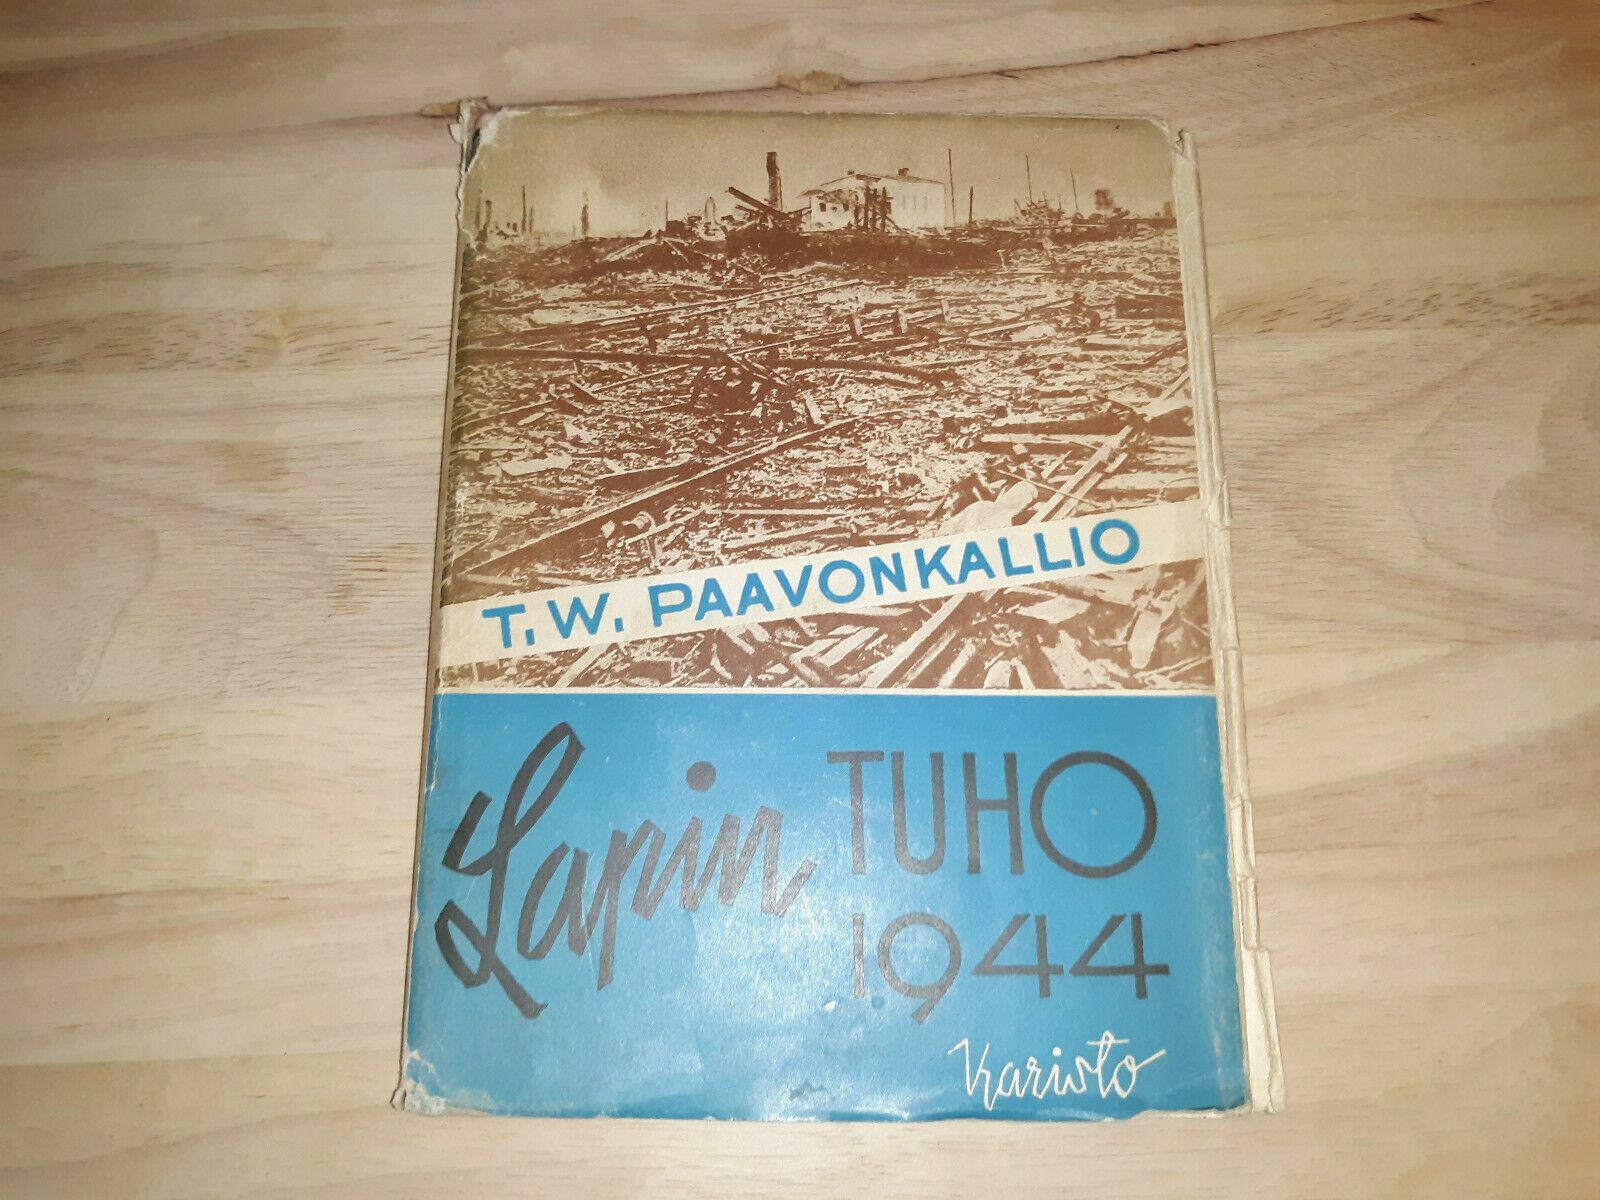 T. W. PAAVONKALLIO
Lapin TUHO
1944
Karisto